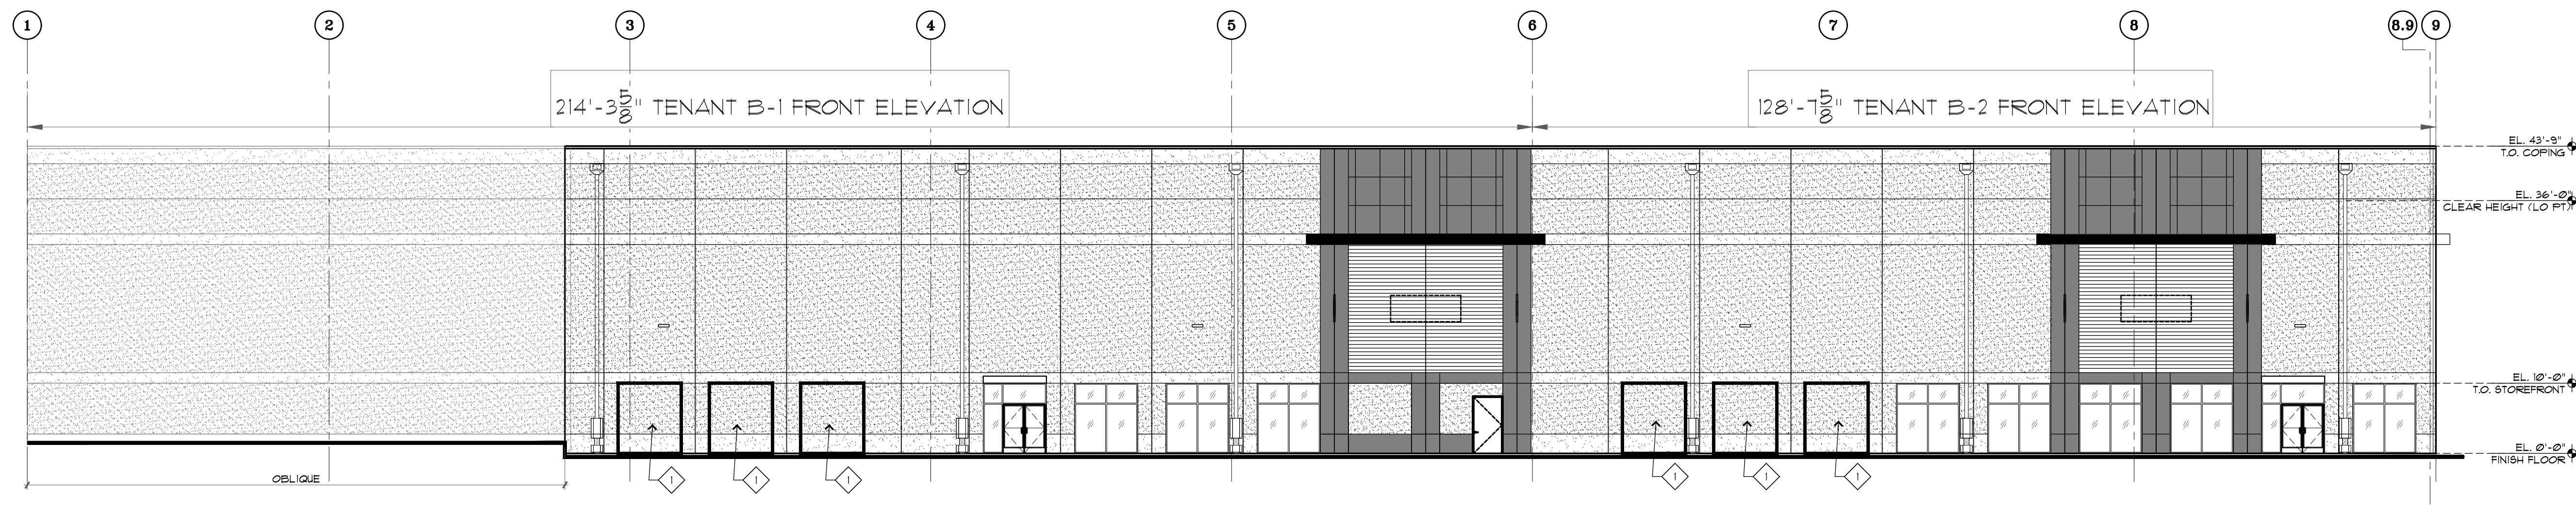 1 2 3 4 5 6 7 8 8.9 9
214'-3 5/8" TENANT B-1 FRONT ELEVATION
128'-7 5/8" TENANT B-2 FRONT ELEVATION
EL. 43'-9"
T.O. COPING
EL. 36'-0"
CLEAR HEIGHT (LO PT)
EL. 10'-0"
T.O. STOREFRONT
EL. 0'-0"
FINISH FLOOR
OBLIQUE
1 1 1 1 1 1